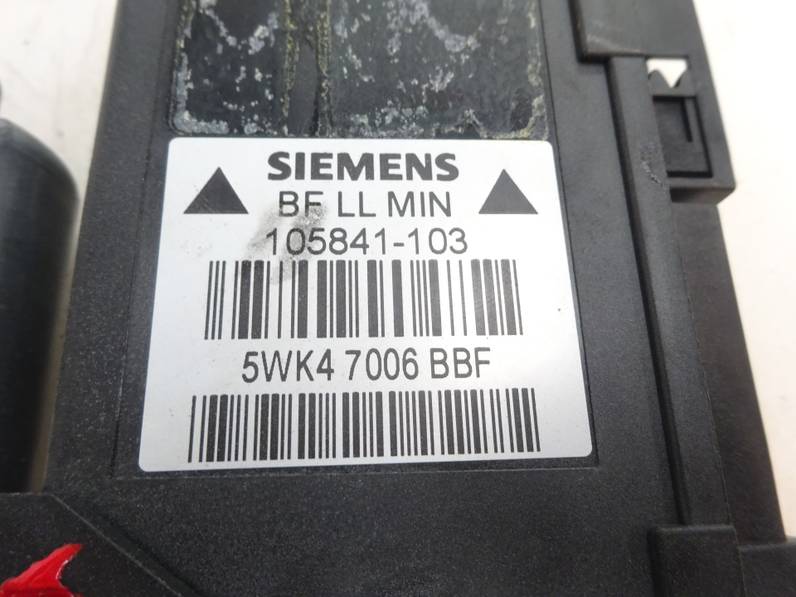 SIEMENS
BF LL MIN
105841-103
5WK4 7006 BBF